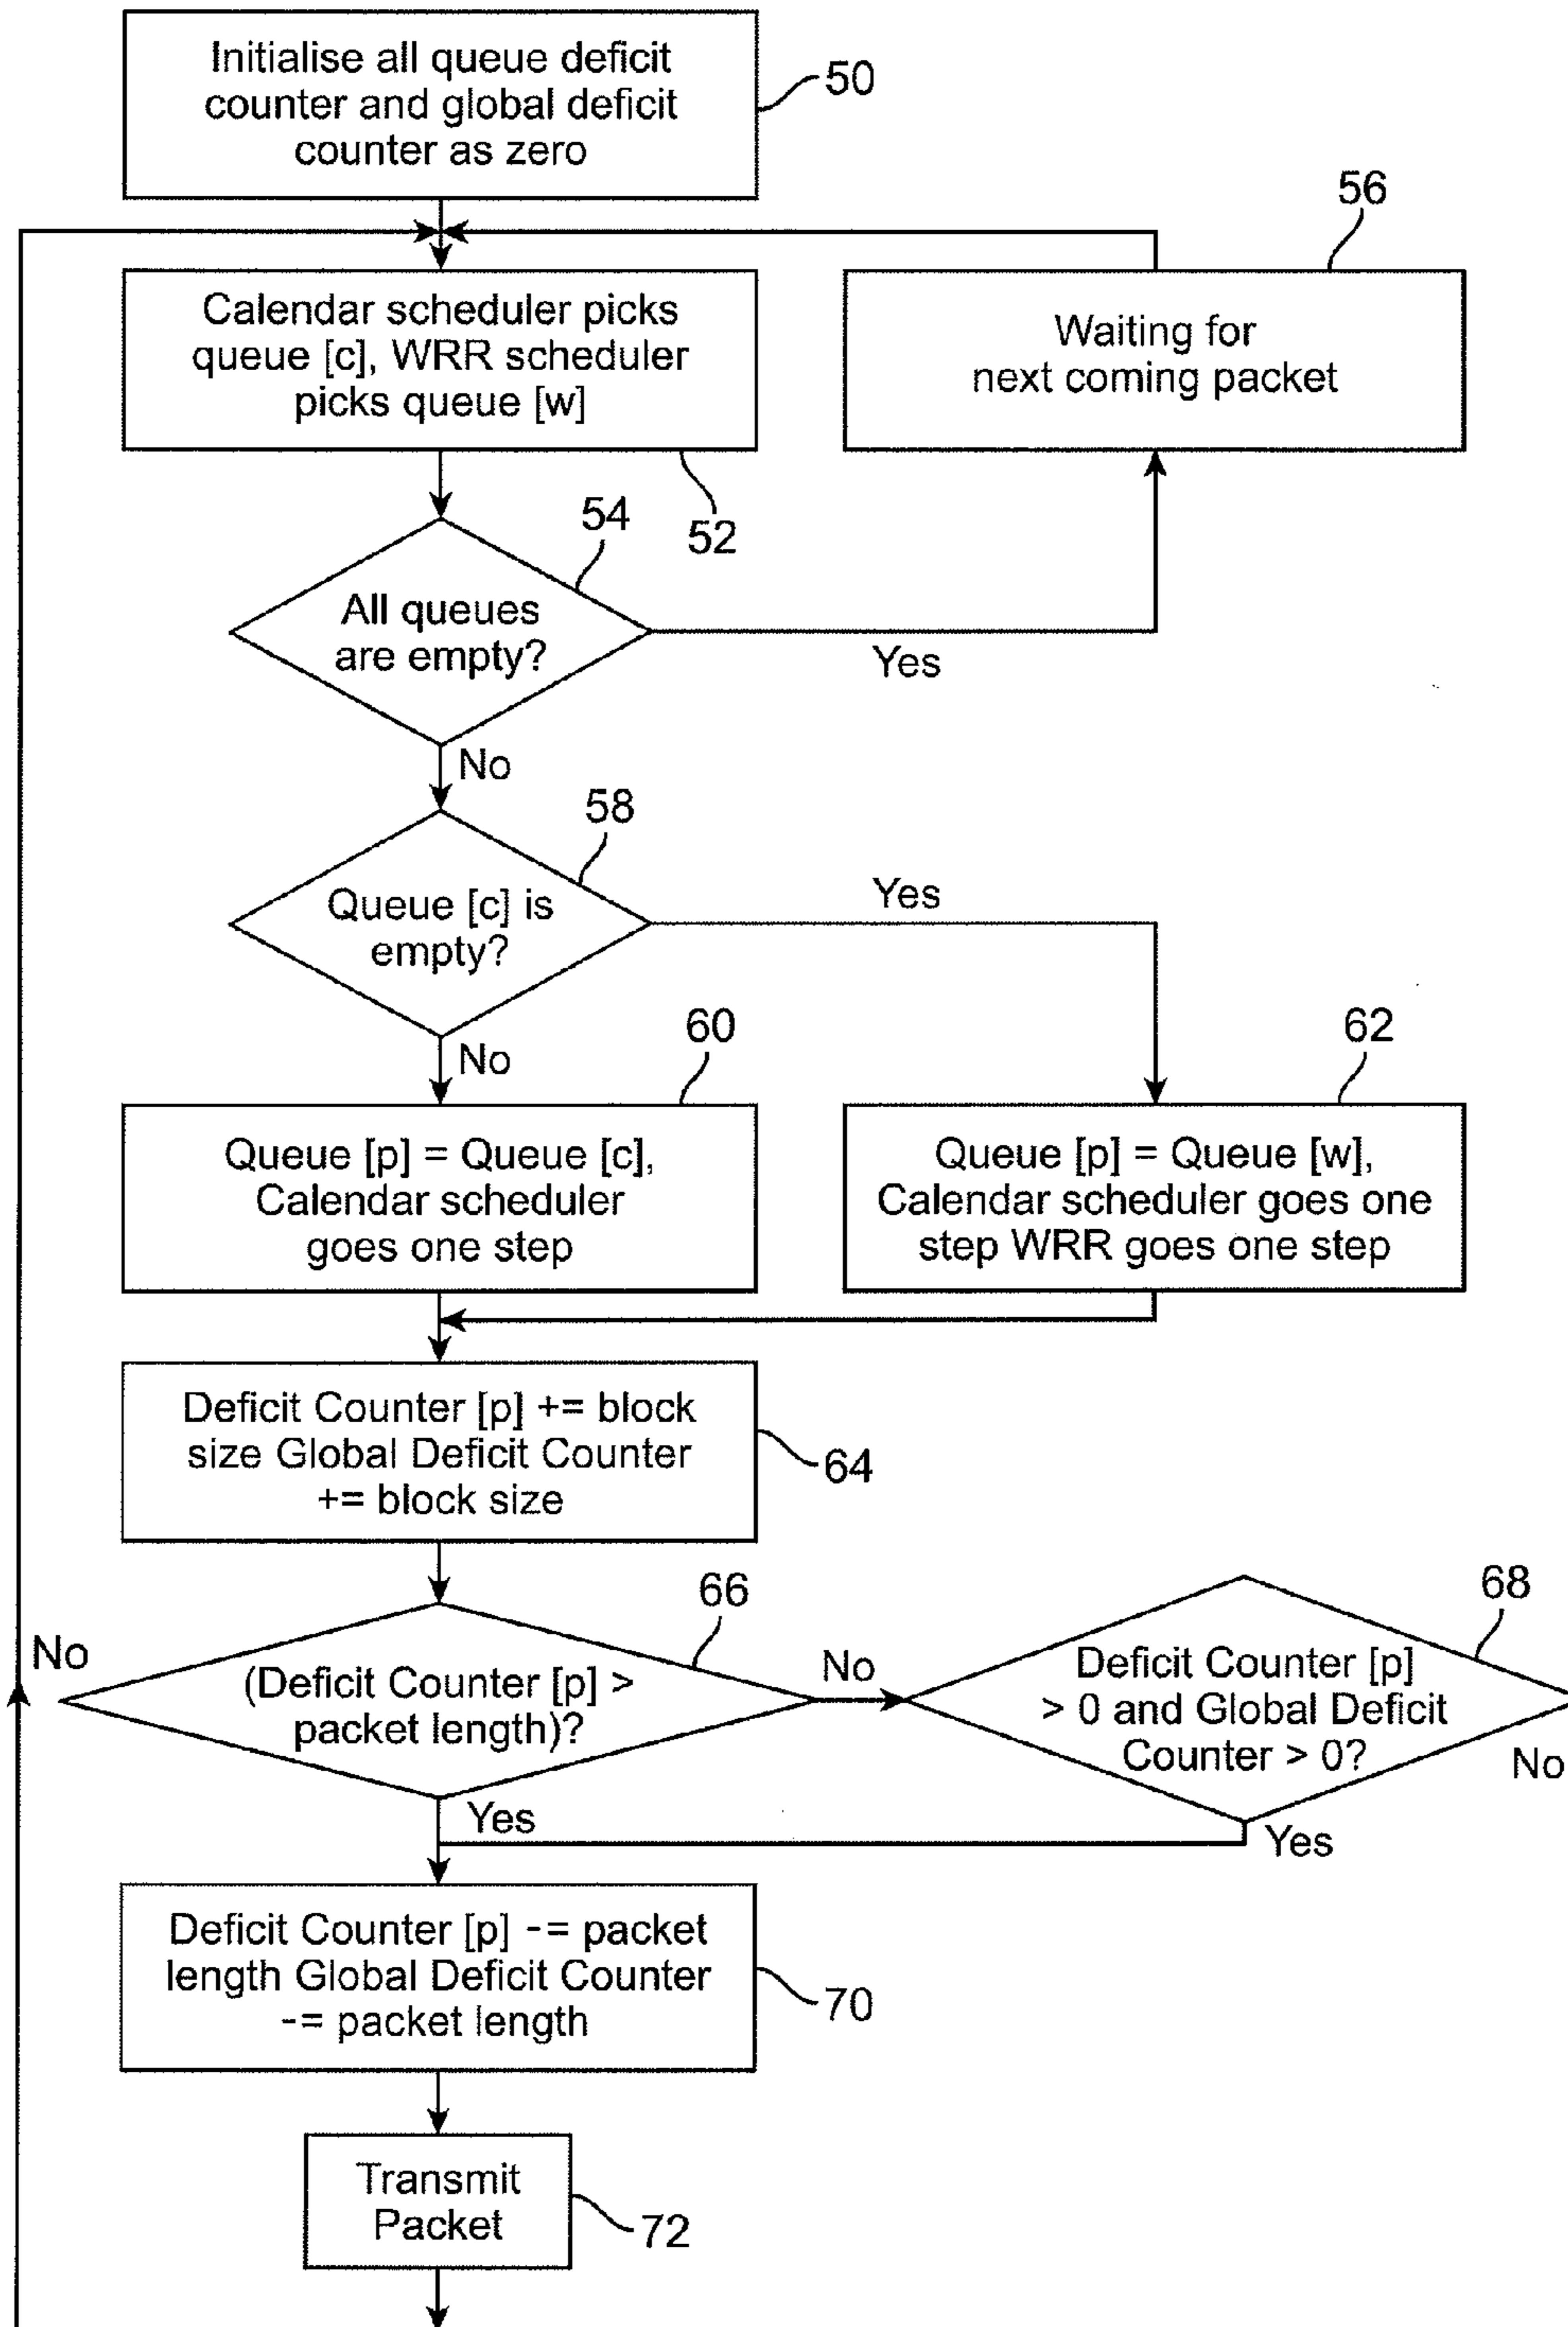 Initialise all queue deficit
counter and global deficit
counter as zero
50
56
Calendar scheduler picks
queue [c], WRR scheduler
picks queue [w]
Waiting for
next coming packet
52
54
All queues
are empty?
Yes
No
58
Queue [c] is
empty?
Yes
No
60
62
Queue [p] = Queue [c],
Calendar scheduler
goes one step
Queue [p] = Queue [w],
Calendar scheduler goes one
step WRR goes one step
Deficit Counter [p] += block
size Global Deficit Counter
+= block size
64
66
68
No
(Deficit Counter [p] >
packet length)?
No
Deficit Counter [p]
> 0 and Global Deficit
Counter > 0?
No
Yes
Yes
Deficit Counter [p] -= packet
length Global Deficit Counter
-= packet length
70
Transmit
Packet
72